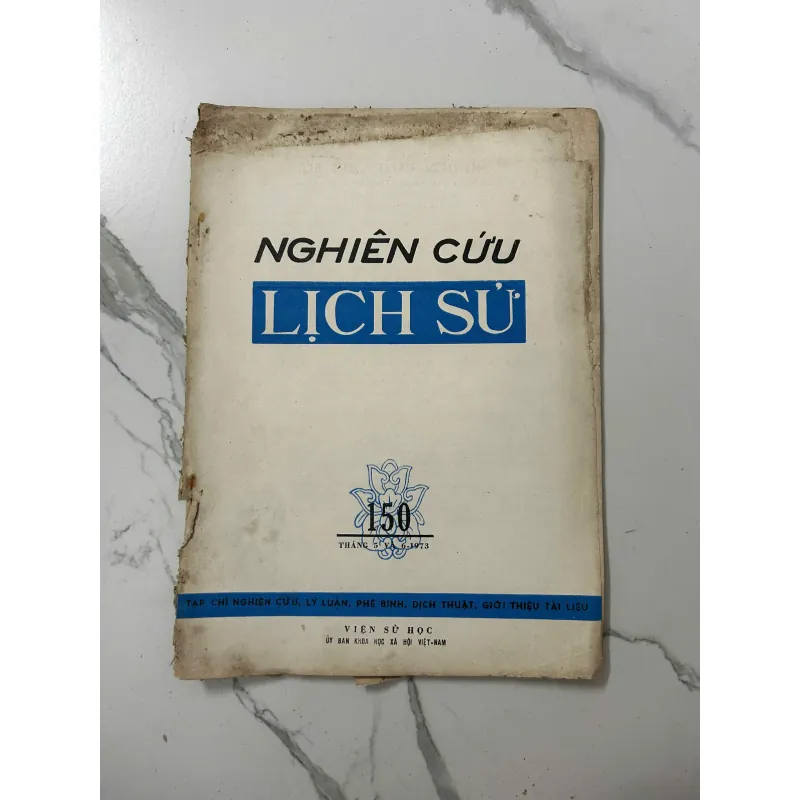 NGHIÊN CỨU
LỊCH SỬ
150
THÁNG 5 VÀ 6-1973
TẠP CHÍ NGHIÊN CỨU, LÝ LUẬN, PHÊ BÌNH, DỊCH THUẬT, GIỚI THIỆU TÀI LIỆU
VIỆN SỬ HỌC
ỦY BAN KHOA HỌC XÃ HỘI VIỆT-NAM